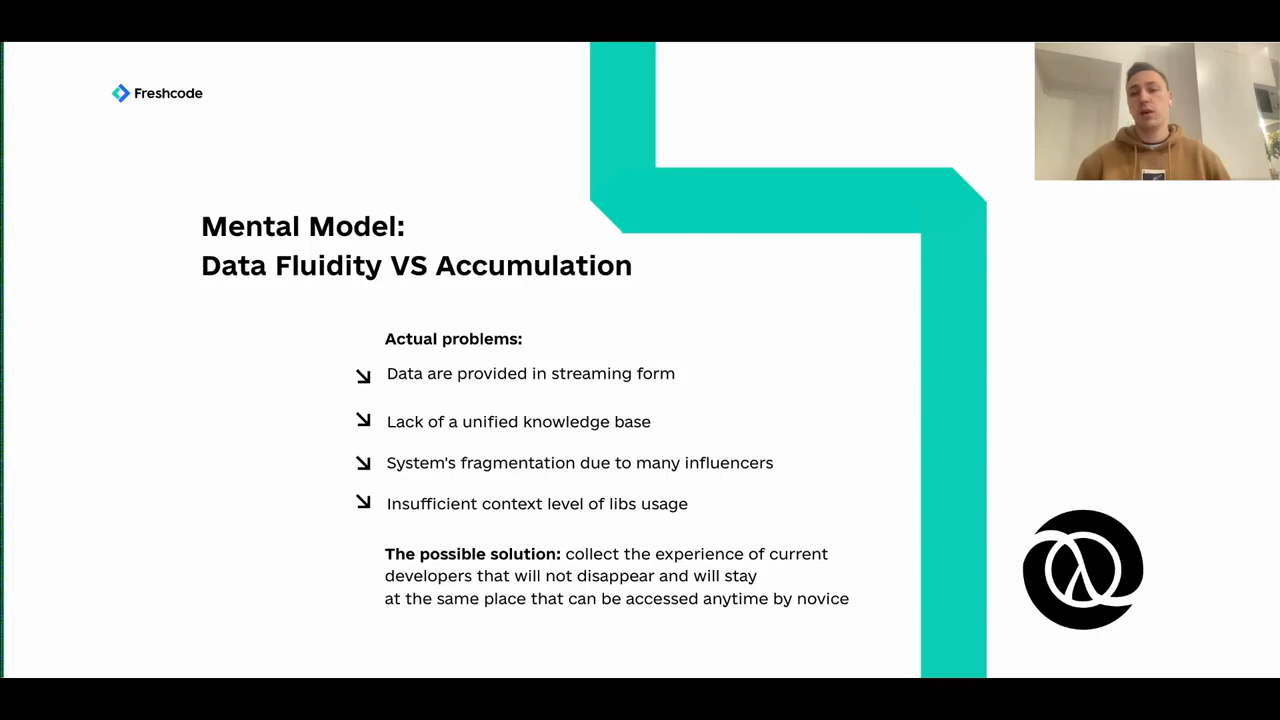 Freshcode
Mental Model:
Data Fluidity VS Accumulation
Actual problems:
Data are provided in streaming form
Lack of a unified knowledge base
System's fragmentation due to many influencers
Insufficient context level of libs usage
The possible solution: collect the experience of current
developers that will not disappear and will stay
at the same place that can be accessed anytime by novice